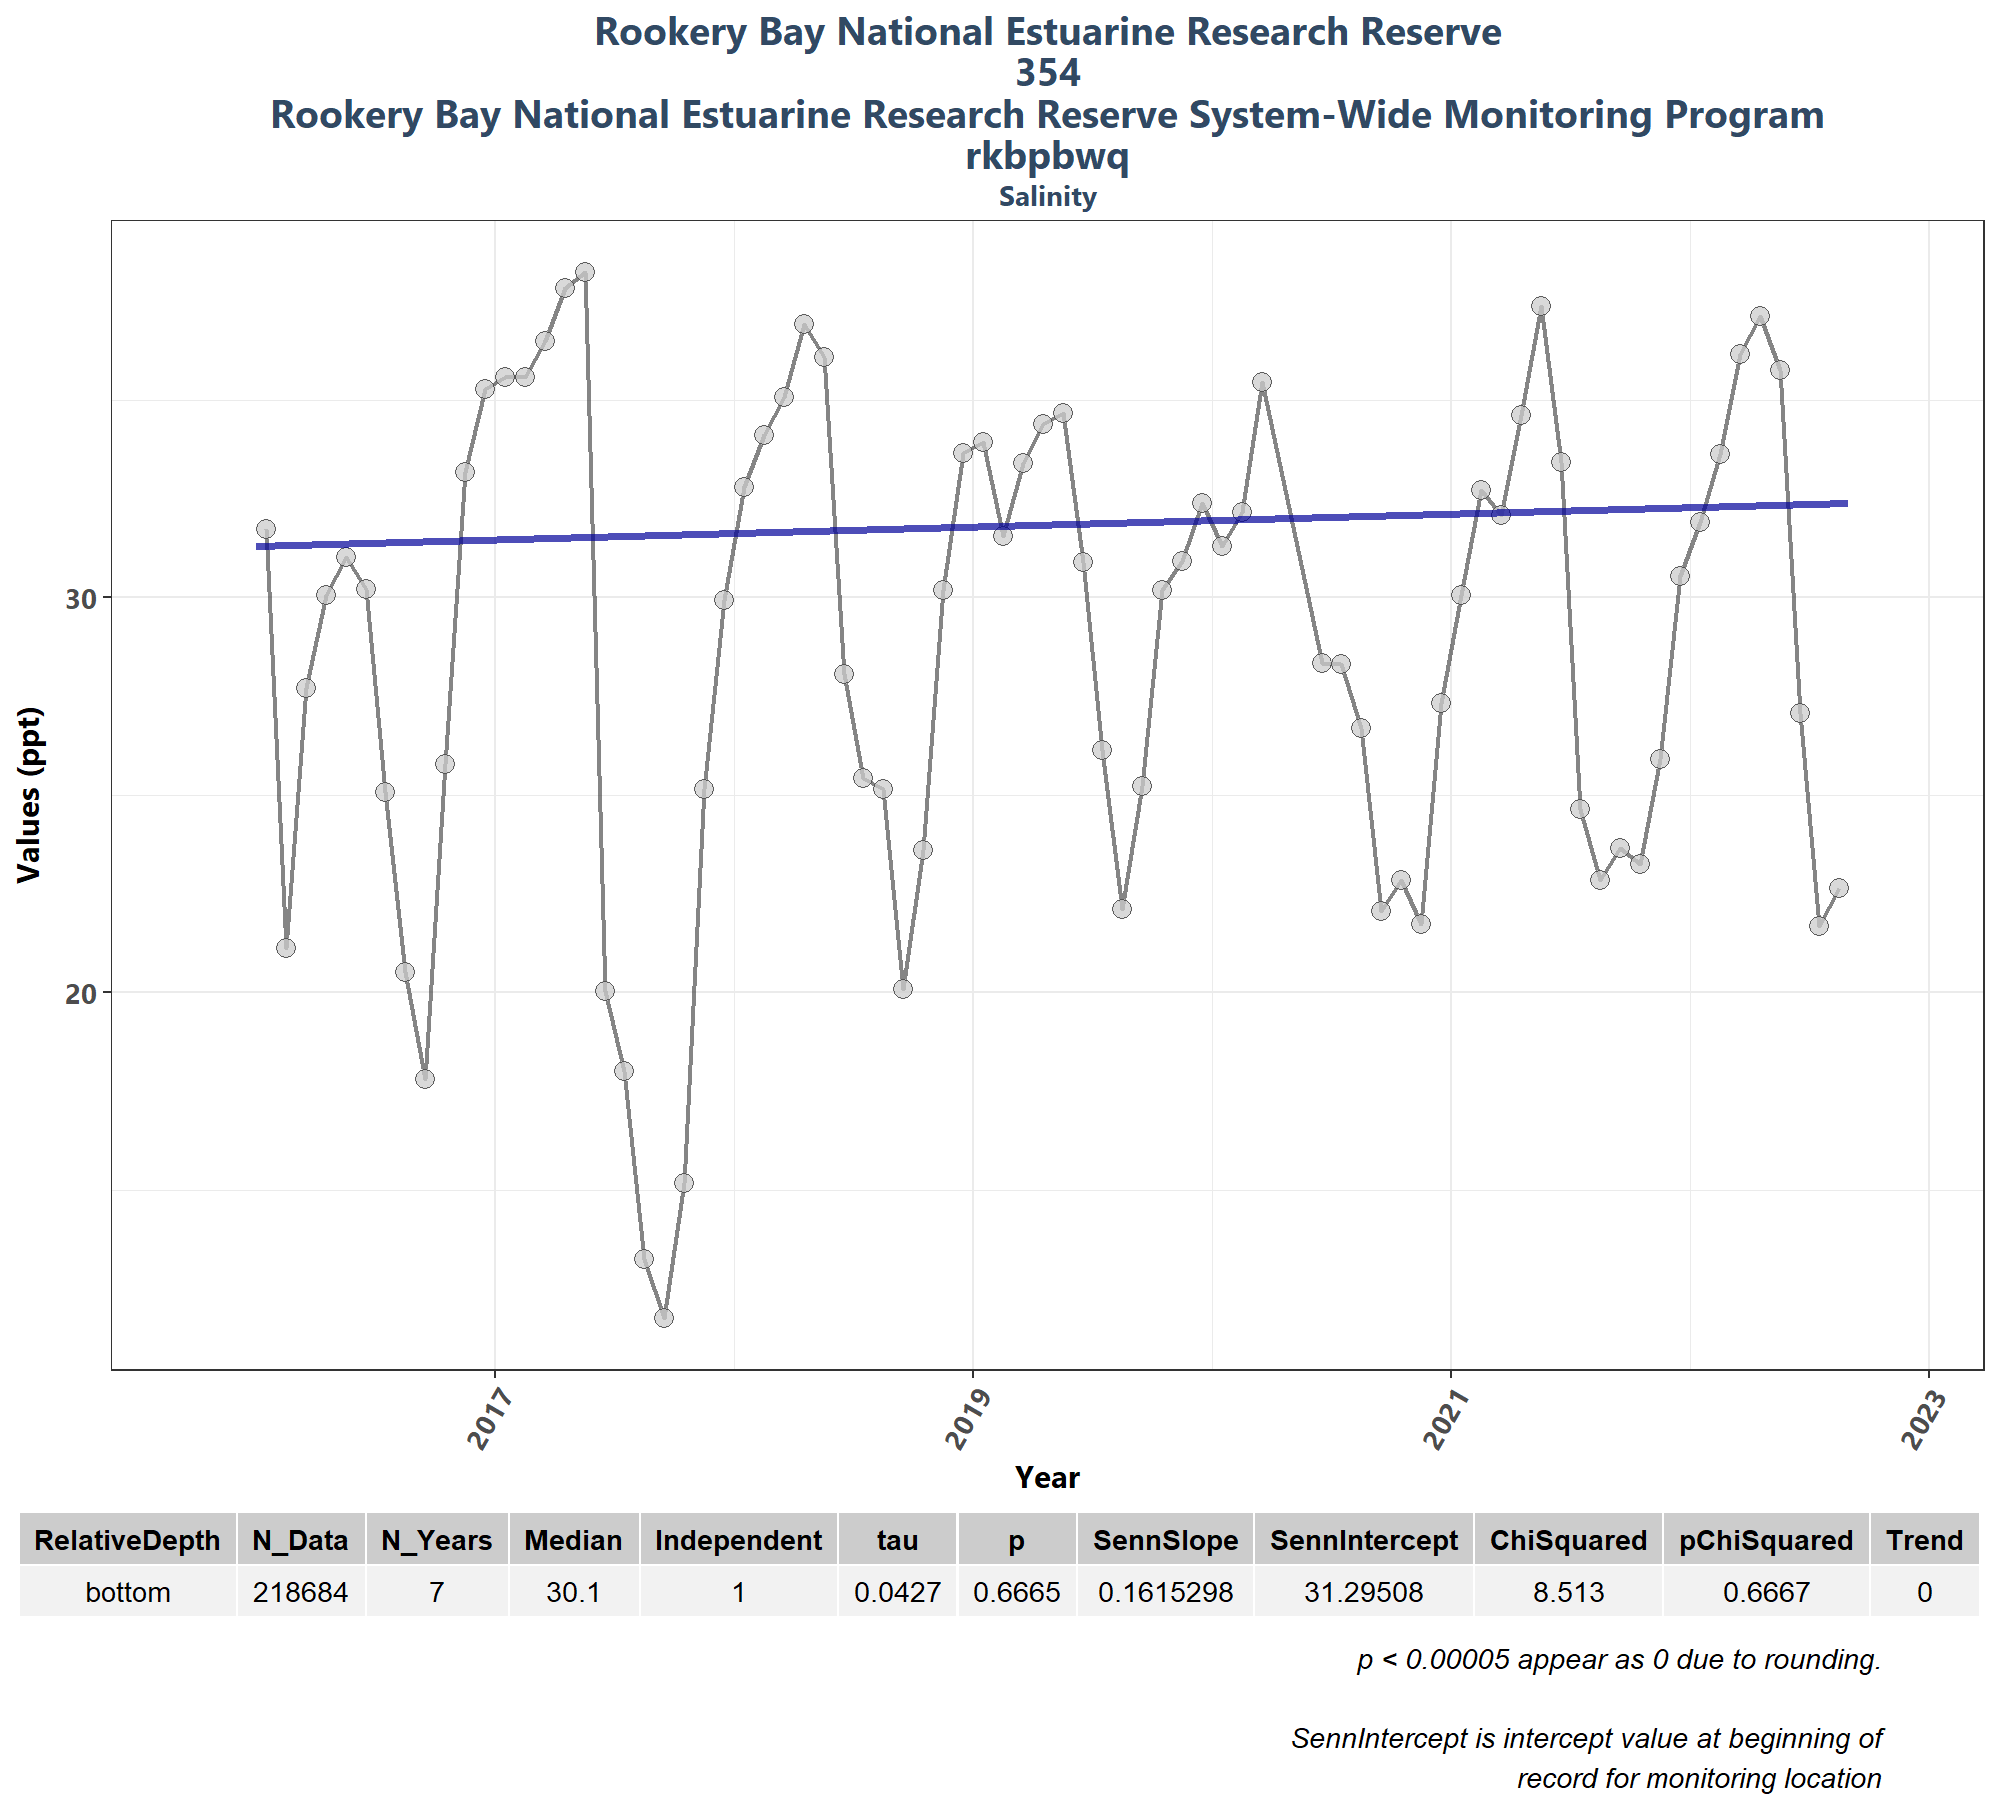 Rookery Bay National Estuarine Research Reserve
354
Rookery Bay National Estuarine Research Reserve System-Wide Monitoring Program
rkbpbwq
Salinity
Values (ppt)
30
20
2017
2019
2021
2023
Year
RelativeDepth N_Data N_Years Median Independent tau p SennSlope SennIntercept ChiSquared pChiSquared Trend
bottom 218684 7 30.1 1 0.0427 0.6665 0.1615298 31.29508 8.513 0.6667 0
p < 0.00005 appear as 0 due to rounding.
SennIntercept is intercept value at beginning of
record for monitoring location